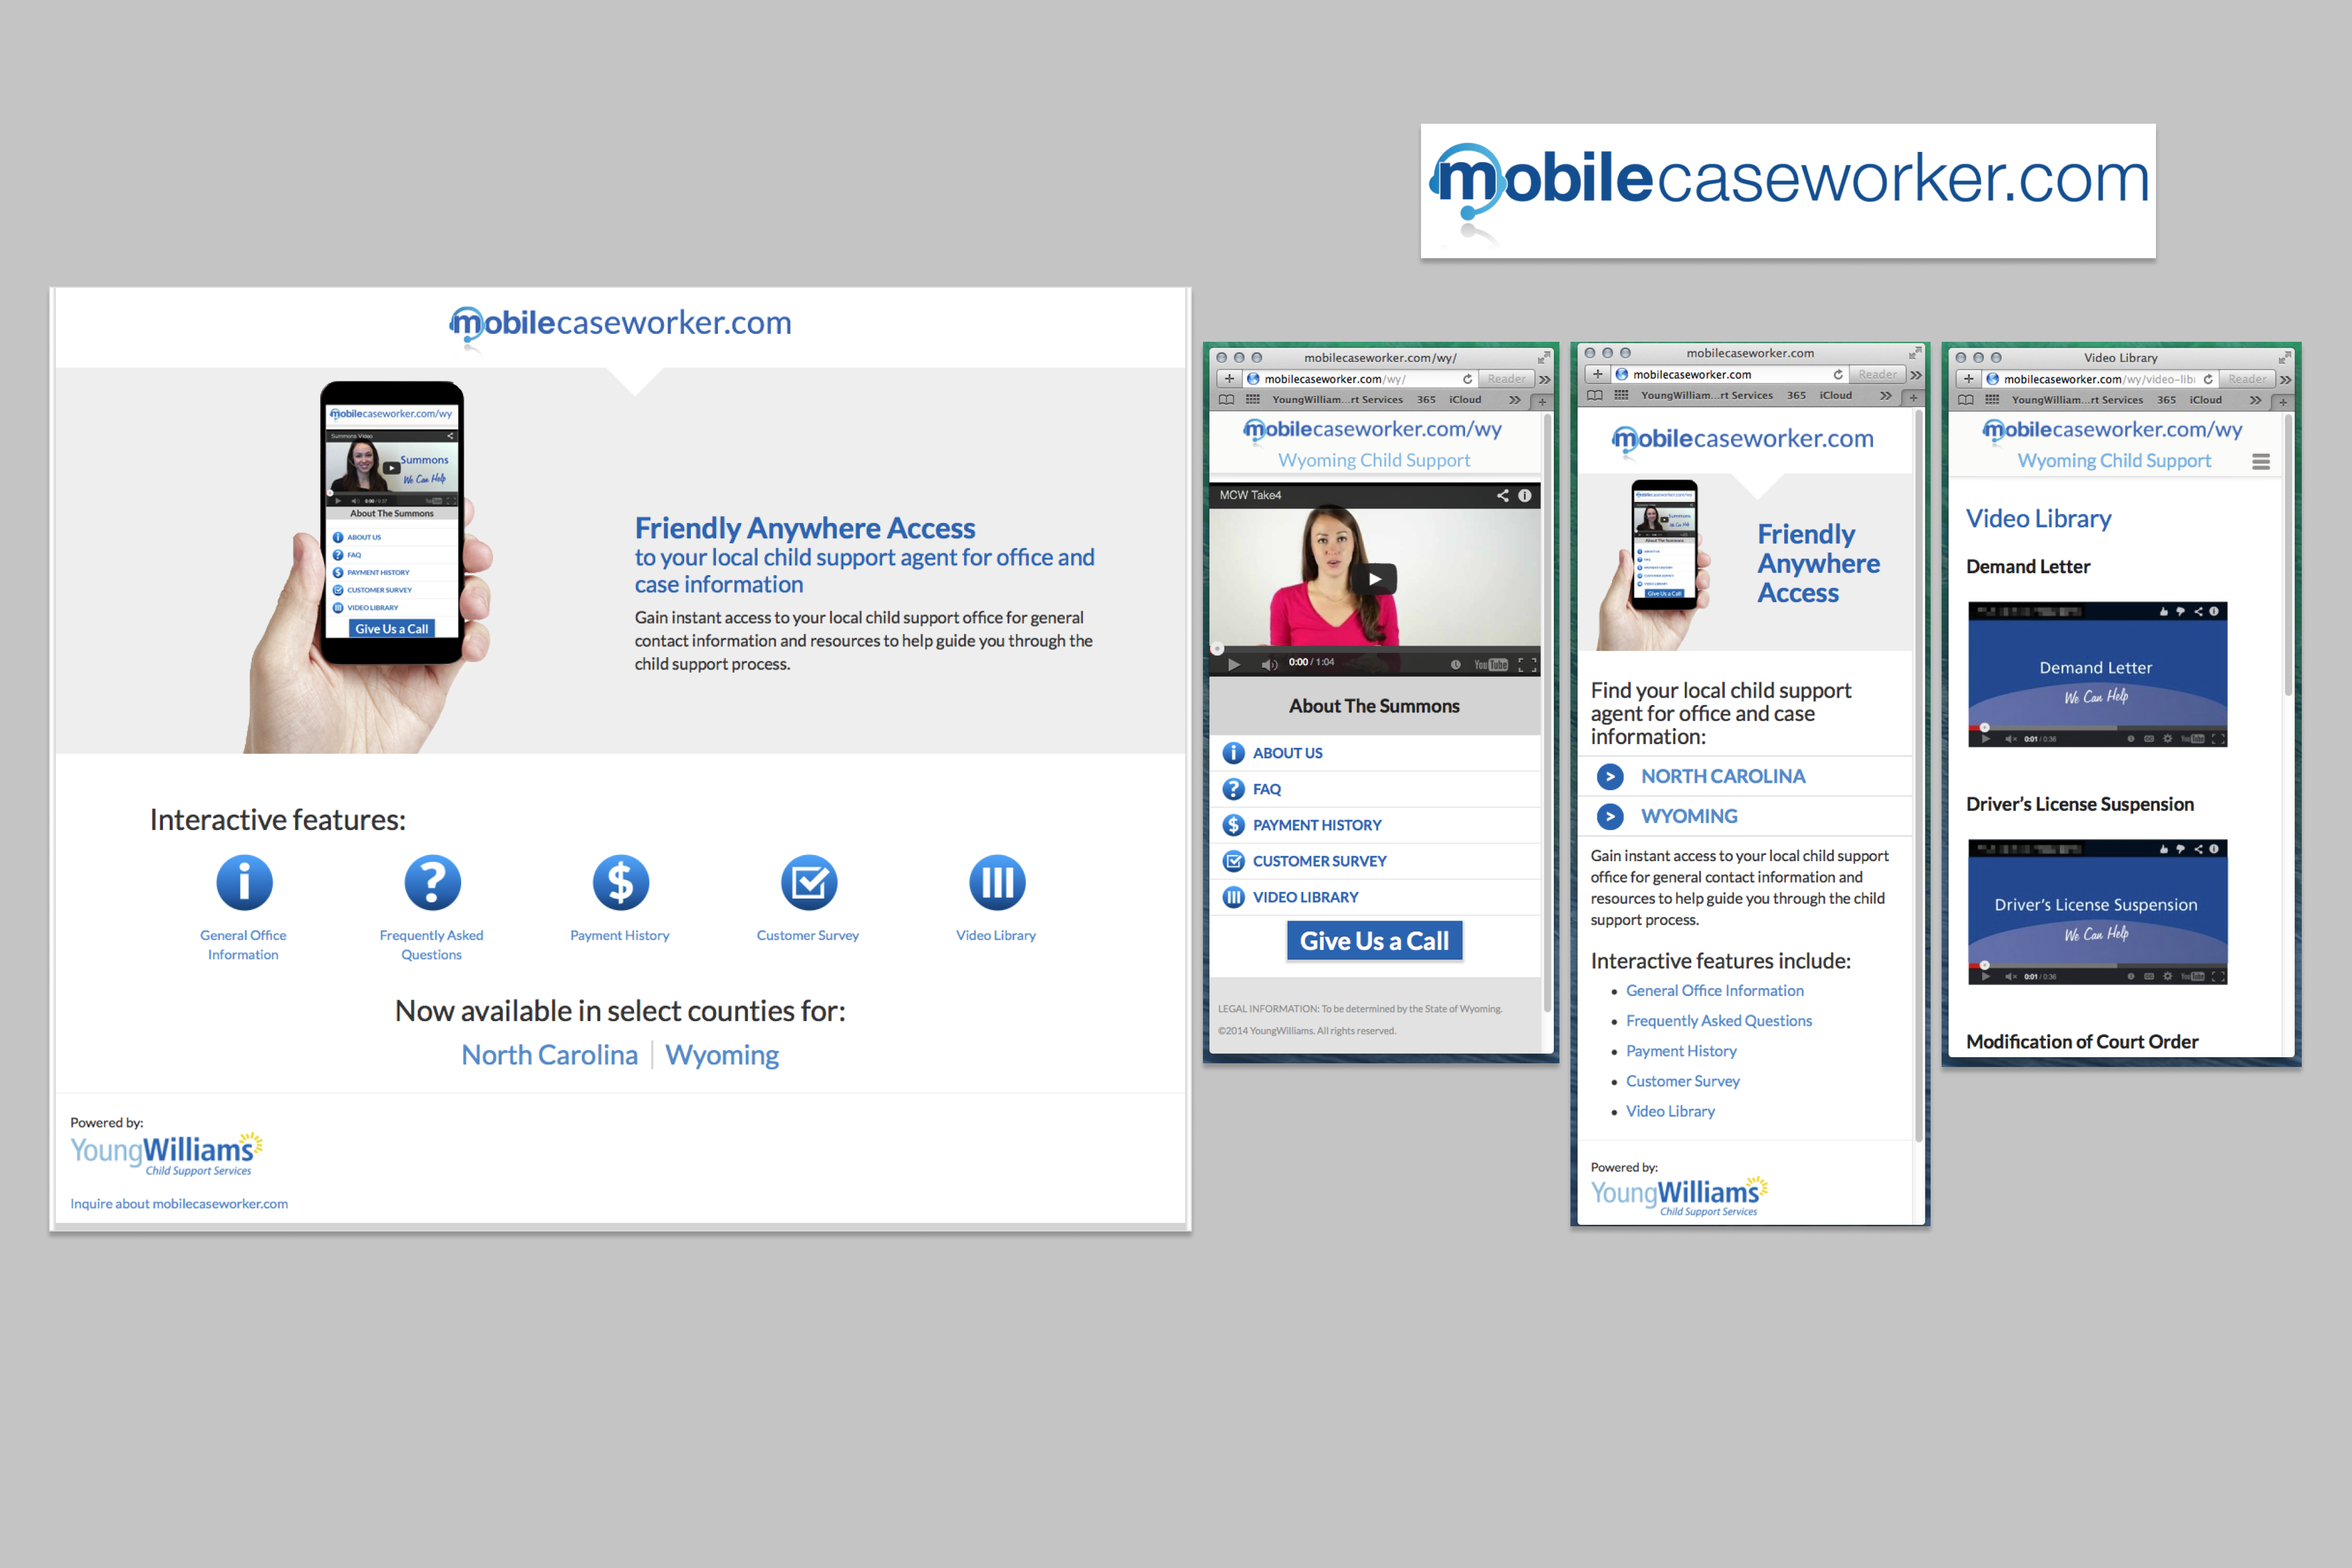 mobilecaseworker.com
mobilecaseworker.com
mobilecaseworker.com/wy
Summons Video
Summons
We Can Help
YouTube
About The Summons
ABOUT US
FAQ
PAYMENT HISTORY
CUSTOMER SURVEY
VIDEO LIBRARY
Give Us a Call
Friendly Anywhere Access
to your local child support agent for office and
case information
Gain instant access to your local child support office for general
contact information and resources to help guide you through the
child support process.
Interactive features:
General Office
Information
Frequently Asked
Questions
Payment History
Customer Survey
Video Library
Now available in select counties for:
North Carolina | Wyoming
Powered by:
YoungWilliams
Child Support Services
Inquire about mobilecaseworker.com
mobilecaseworker.com/wy/
mobilecaseworker.com/wy/ Reader
YoungWilliam...rt Services 365 iCloud
mobilecaseworker.com/wy
Wyoming Child Support
MCW Take4
0:00 / 1:04 YouTube
About The Summons
ABOUT US
FAQ
PAYMENT HISTORY
CUSTOMER SURVEY
VIDEO LIBRARY
Give Us a Call
LEGAL INFORMATION: To be determined by the State of Wyoming.
©2014 YoungWilliams. All rights reserved.
mobilecaseworker.com
mobilecaseworker.com Reader
YoungWilliam...rt Services 365 iCloud
mobilecaseworker.com
Summons
Give Us a Call
Friendly
Anywhere
Access
Find your local child support
agent for office and case
information:
NORTH CAROLINA
WYOMING
Gain instant access to your local child support
office for general contact information and
resources to help guide you through the child
support process.
Interactive features include:
• General Office Information
• Frequently Asked Questions
• Payment History
• Customer Survey
• Video Library
Powered by:
YoungWilliams
Child Support Services
Video Library
mobilecaseworker.com/wy/video-libr Reader
YoungWilliam...rt Services 365 iCloud
mobilecaseworker.com/wy
Wyoming Child Support
Video Library
Demand Letter
Demand Letter
We Can Help
0:01 / 0:36 YouTube
Driver's License Suspension
Driver's License Suspension
We Can Help
0:01 / 0:36 YouTube
Modification of Court Order